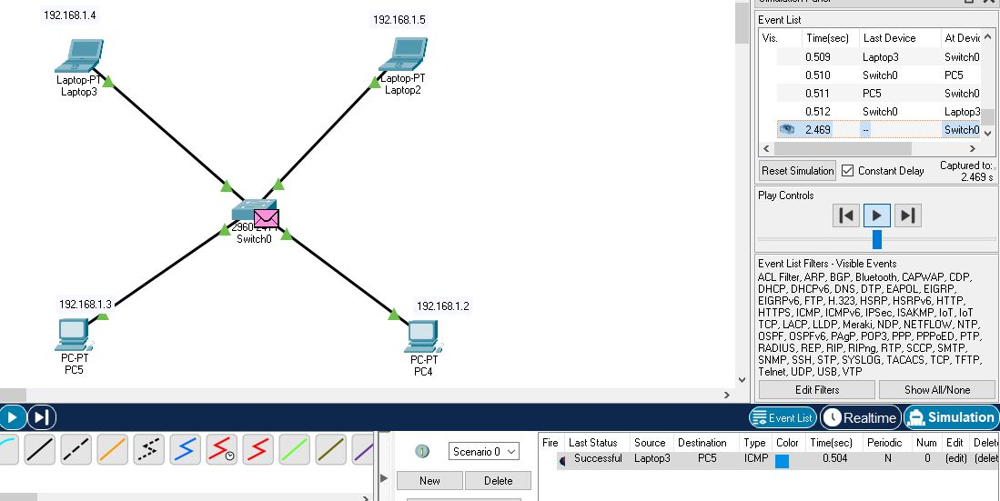 192.168.1.4
192.168.1.5
Laptop-PT
Laptop3
Laptop-PT
Laptop2
Switch0
192.168.1.3
192.168.1.2
PC-PT
PC5
PC-PT
PC4
Simulation Panel
Event List
Vis. Time(sec) Last Device At Devic
0.509 Laptop3 Switch0
0.510 Switch0 PC5
0.511 PC5 Switch0
0.512 Switch0 Laptop3
2.469 -- Switch0
Reset Simulation Constant Delay Captured to:
2.469 s
Play Controls
Event List Filters - Visible Events
ACL Filter, ARP, BGP, Bluetooth, CAPWAP, CDP,
DHCP, DHCPv6, DNS, DTP, EAPOL, EIGRP,
EIGRPv6, FTP, H.323, HSRP, HSRPv6, HTTP,
HTTPS, ICMP, ICMPv6, IPSec, ISAKMP, IoT, IoT
TCP, LACP, LLDP, Meraki, NDP, NETFLOW, NTP,
OSPF, OSPFv6, PAgP, POP3, PPP, PPPoED, PTP,
RADIUS, REP, RIP, RIPng, RTP, SCCP, SMTP,
SNMP, SSH, STP, SYSLOG, TACACS, TCP, TFTP,
Telnet, UDP, USB, VTP
Edit Filters Show All/None
Event List Realtime Simulation
Scenario 0
New Delete
Fire Last Status Source Destination Type Color Time(sec) Periodic Num Edit Delete
Successful Laptop3 PC5 ICMP 0.504 N 0 (edit) (delet